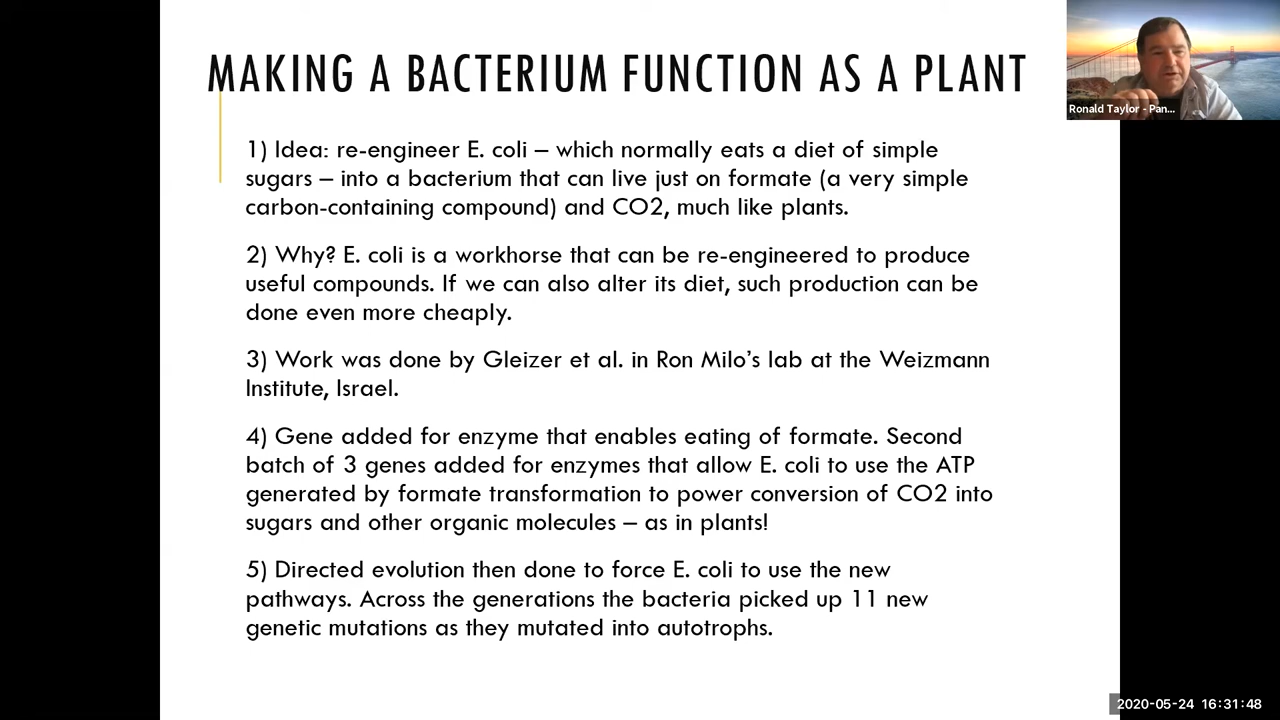 MAKING A BACTERIUM FUNCTION AS A PLANT
Ronald Taylor - Pan...
1) Idea: re-engineer E. coli – which normally eats a diet of simple
sugars – into a bacterium that can live just on formate (a very simple
carbon-containing compound) and CO2, much like plants.
2) Why? E. coli is a workhorse that can be re-engineered to produce
useful compounds. If we can also alter its diet, such production can be
done even more cheaply.
3) Work was done by Gleizer et al. in Ron Milo’s lab at the Weizmann
Institute, Israel.
4) Gene added for enzyme that enables eating of formate. Second
batch of 3 genes added for enzymes that allow E. coli to use the ATP
generated by formate transformation to power conversion of CO2 into
sugars and other organic molecules – as in plants!
5) Directed evolution then done to force E. coli to use the new
pathways. Across the generations the bacteria picked up 11 new
genetic mutations as they mutated into autotrophs.
2020-05-24 16:31:48